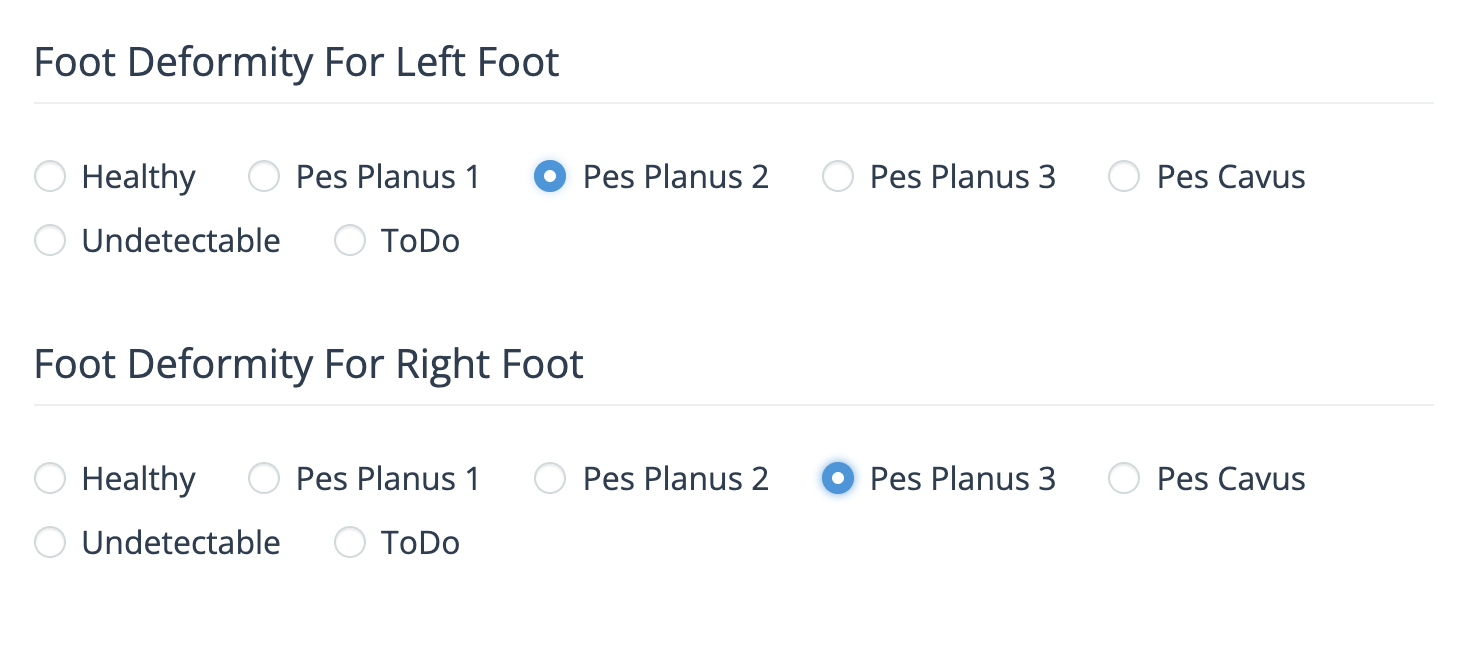 Foot Deformity For Left Foot
Healthy Pes Planus 1 Pes Planus 2 Pes Planus 3 Pes Cavus
Undetectable ToDo
Foot Deformity For Right Foot
Healthy Pes Planus 1 Pes Planus 2 Pes Planus 3 Pes Cavus
Undetectable ToDo